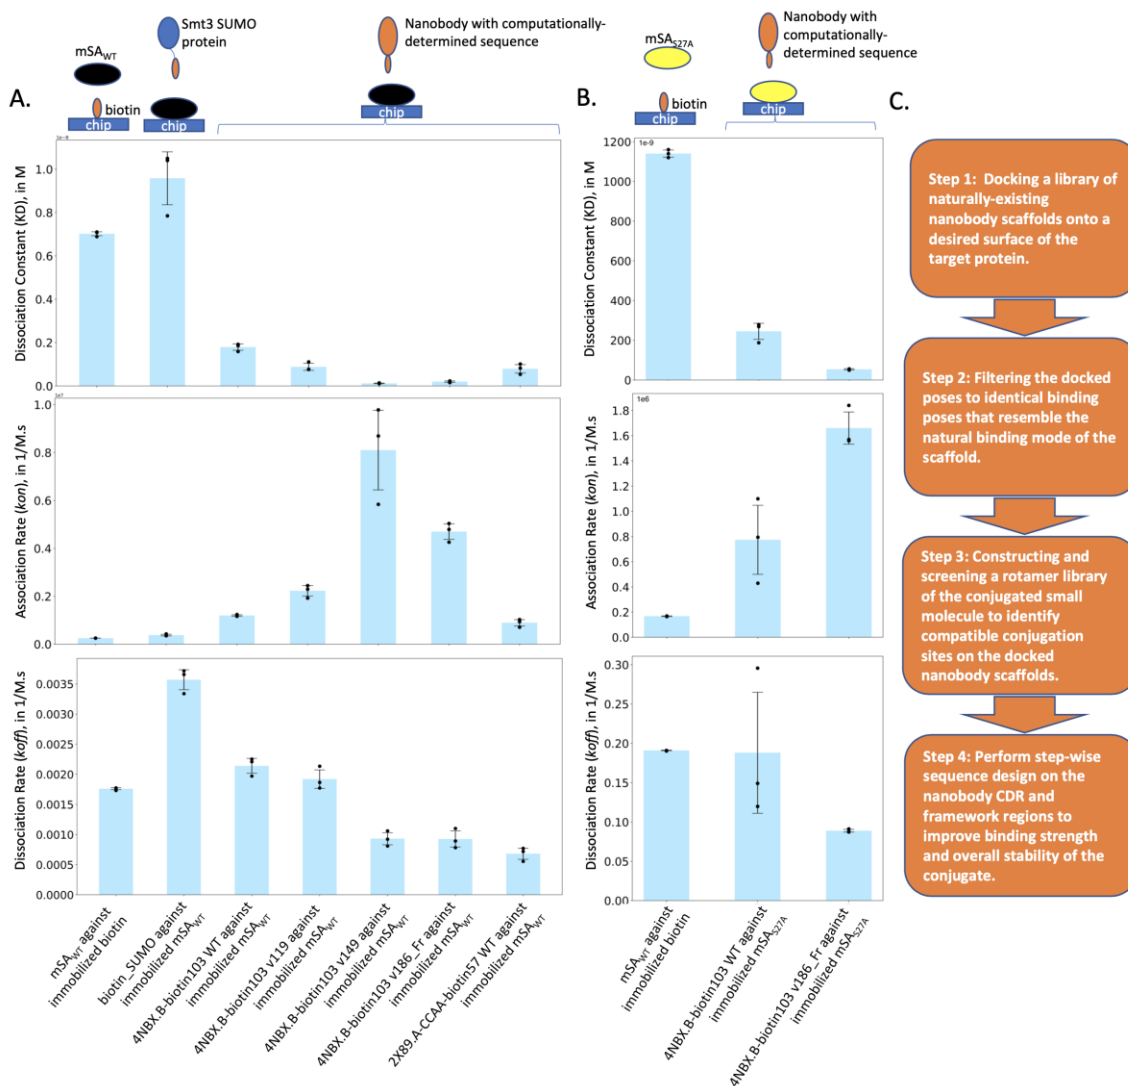 Smt3 SUMO
protein
Nanobody with computationally-
determined sequence
mSA_WT
biotin
chip
chip
chip
A.
Nanobody with
computationally-
determined sequence
mSA_S27A
biotin
chip
chip
B.
C.
Dissociation Constant (KD), in M
1.0
0.8
0.6
0.4
0.2
0.0
Association Rate (kon), in 1/M.s
1.0
0.8
0.6
0.4
0.2
0.0
Dissociation Rate (koff), in 1/M.s
0.0035
0.0030
0.0025
0.0020
0.0015
0.0010
0.0005
0.0000
mSA_WT against
immobilized biotin
biotin_SUMO against
immobilized mSA_WT
4NBX.B-biotin103 WT against
immobilized mSA_WT
4NBX.B-biotin103 v119 against
immobilized mSA_WT
4NBX.B-biotin103 v149 against
immobilized mSA_WT
4NBX.B-biotin103 v186_Fr against
immobilized mSA_WT
2X89.A-CCAA-biotin57 WT against
immobilized mSA_WT
Dissociation Constant (KD), in M
1e-9
1200
1000
800
600
400
200
0
Association Rate (kon), in 1/M.s
1e6
1.8
1.6
1.4
1.2
1.0
0.8
0.6
0.4
0.2
0.0
Dissociation Rate (koff), in 1/M.s
0.30
0.25
0.20
0.15
0.10
0.05
0.00
mSA_WT against
immobilized biotin
4NBX.B-biotin103 WT against
immobilized mSA_S27A
4NBX.B-biotin103 v186_Fr against
immobilized mSA_S27A
Step 1: Docking a library of
naturally-existing
nanobody scaffolds onto a
desired surface of the
target protein.
Step 2: Filtering the docked
poses to identical binding
poses that resemble the
natural binding mode of the
scaffold.
Step 3: Constructing and
screening a rotamer library
of the conjugated small
molecule to identify
compatible conjugation
sites on the docked
nanobody scaffolds.
Step 4: Perform step-wise
sequence design on the
nanobody CDR and
framework regions to
improve binding strength
and overall stability of the
conjugate.